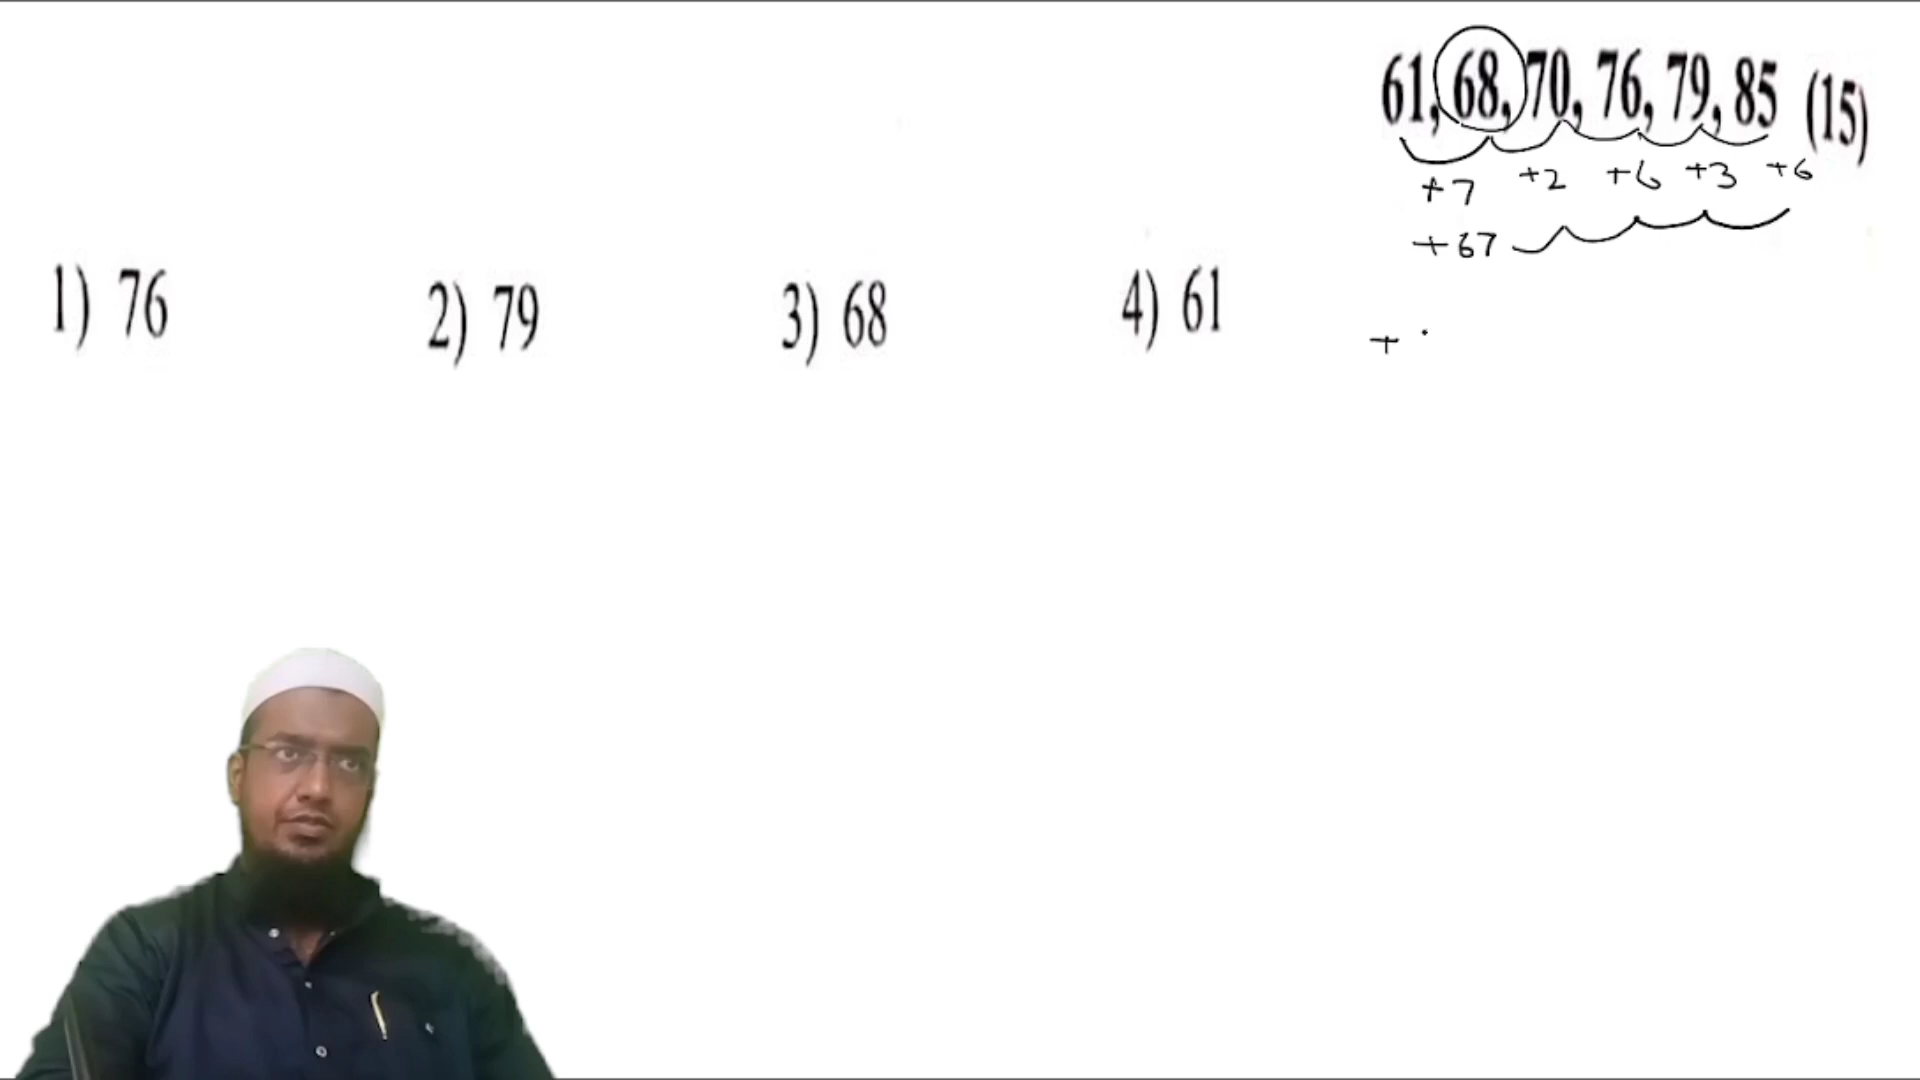 61, 68, 70, 76, 79, 85 (15)
+7 +2 +6 +3 +6
+67
1) 76 2) 79 3) 68 4) 61
+